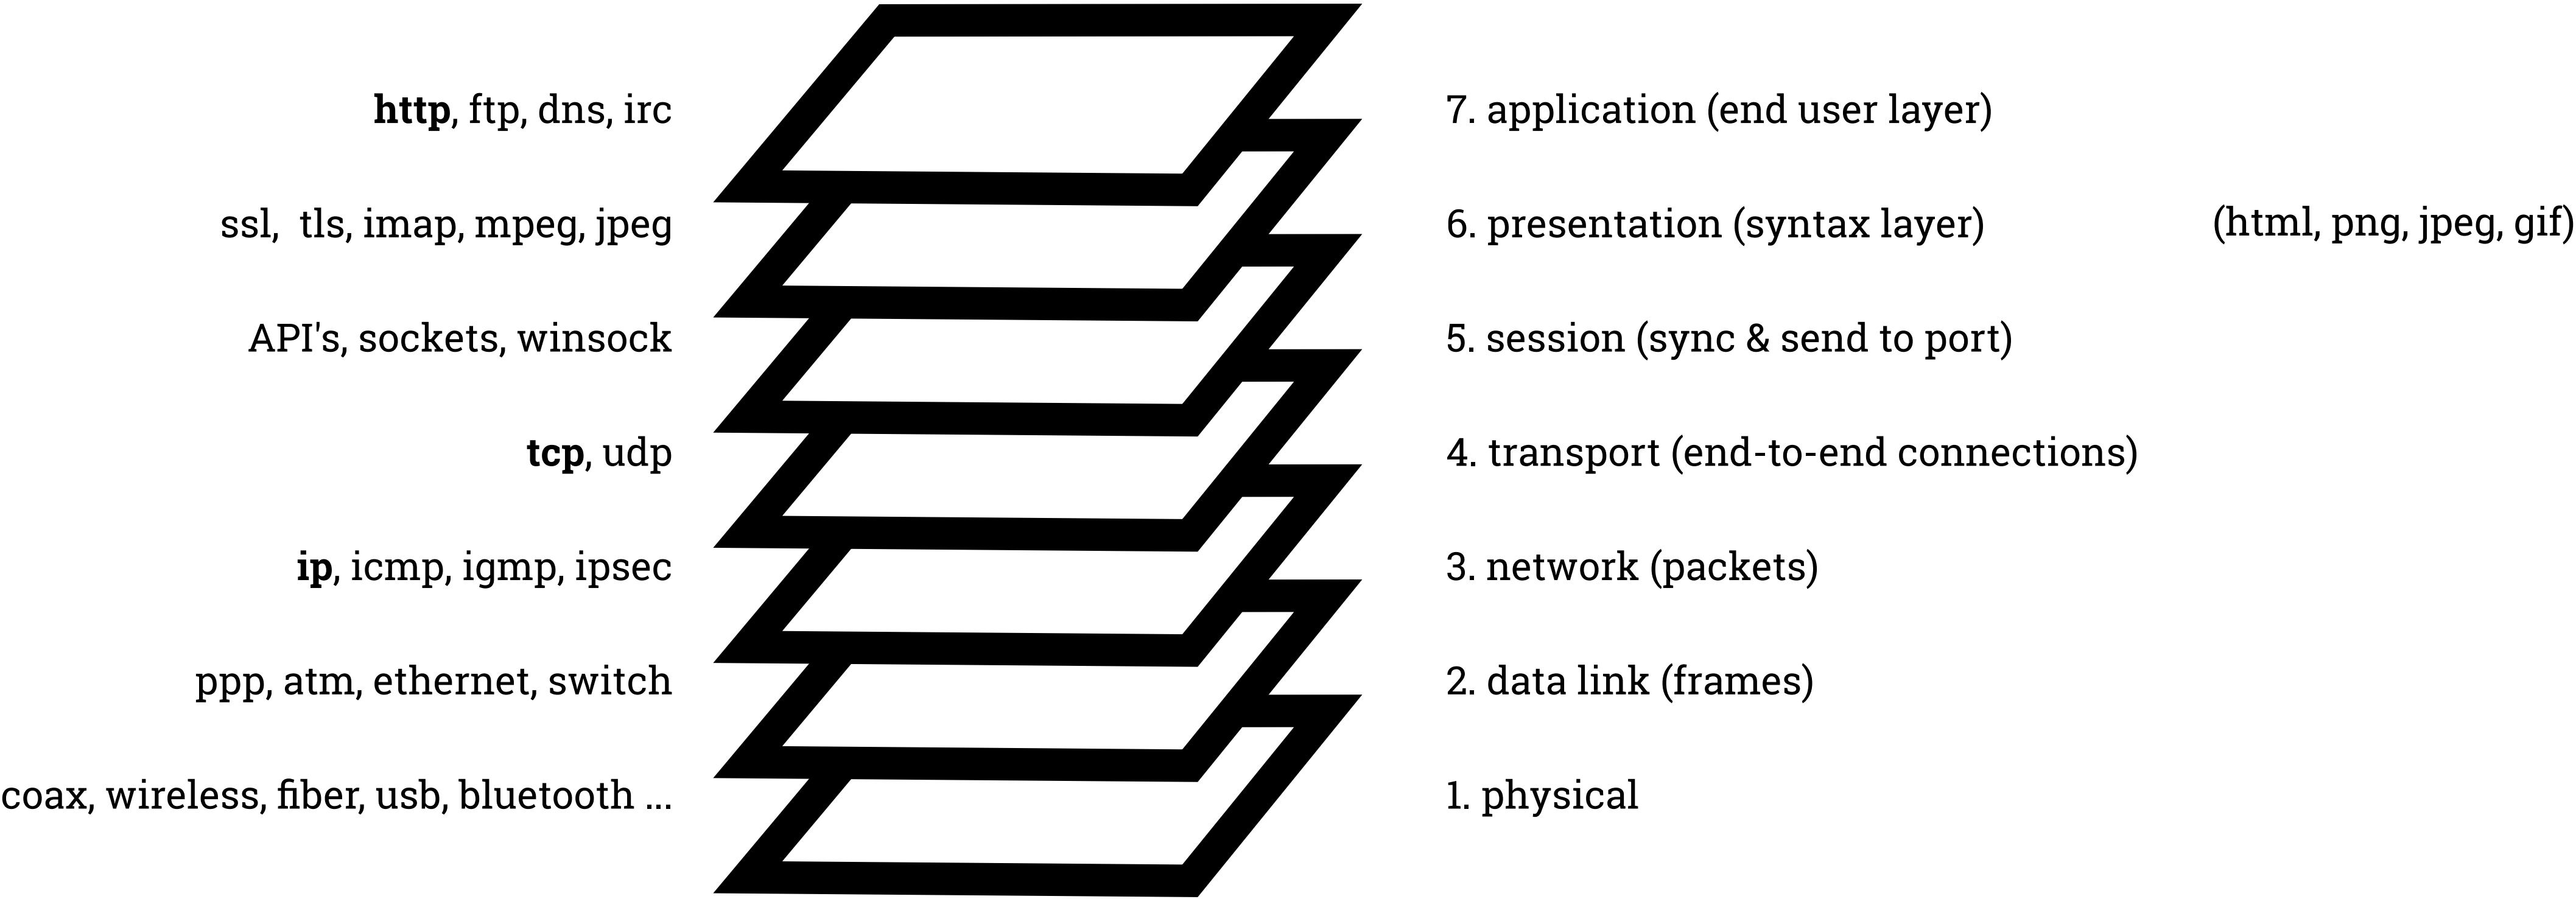 http, ftp, dns, irc 7. application (end user layer)
ssl,  tls, imap, mpeg, jpeg 6. presentation (syntax layer) (html, png, jpeg, gif)
API's, sockets, winsock 5. session (sync & send to port)
tcp, udp 4. transport (end-to-end connections)
ip, icmp, igmp, ipsec 3. network (packets)
ppp, atm, ethernet, switch 2. data link (frames)
coax, wireless, fiber, usb, bluetooth ... 1. physical